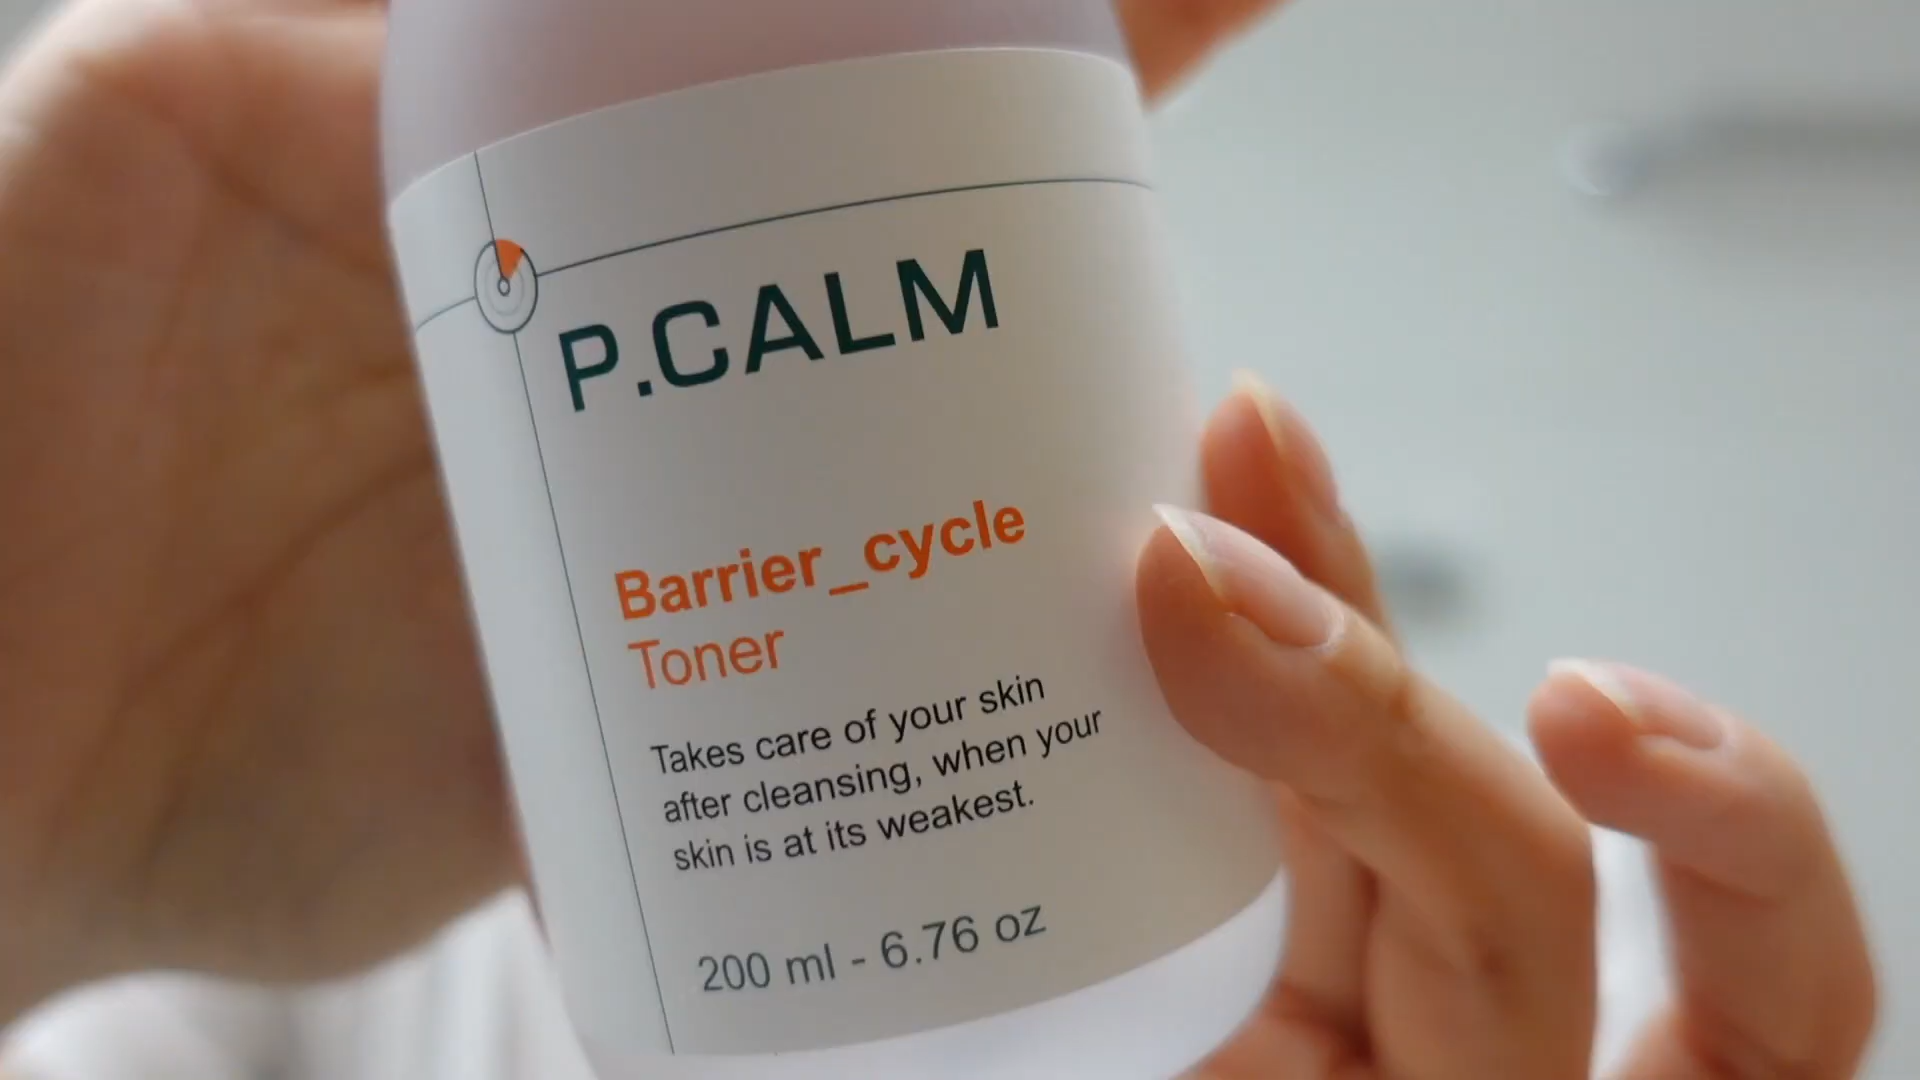 P.CALM
Barrier_cycle
Toner
Takes care of your skin
after cleansing, when your
skin is at its weakest.
200 ml - 6.76 oz